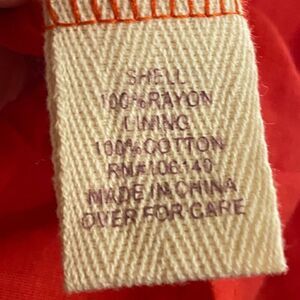 SHELL
100% RAYON
LINING
100% COTTON
RN# 106140
MADE IN CHINA
OVER FOR CARE